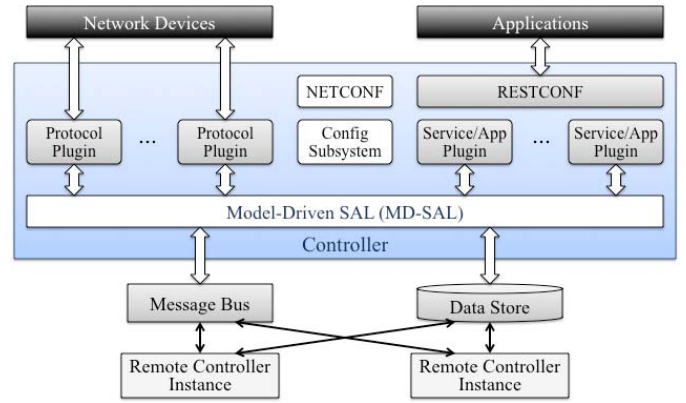 Network Devices
Applications
NETCONF
RESTCONF
Protocol
Plugin
...
Protocol
Plugin
Config
Subsystem
Service/App
Plugin
...
Service/App
Plugin
Model-Driven SAL (MD-SAL)
Controller
Message Bus
Data Store
Remote Controller
Instance
Remote Controller
Instance